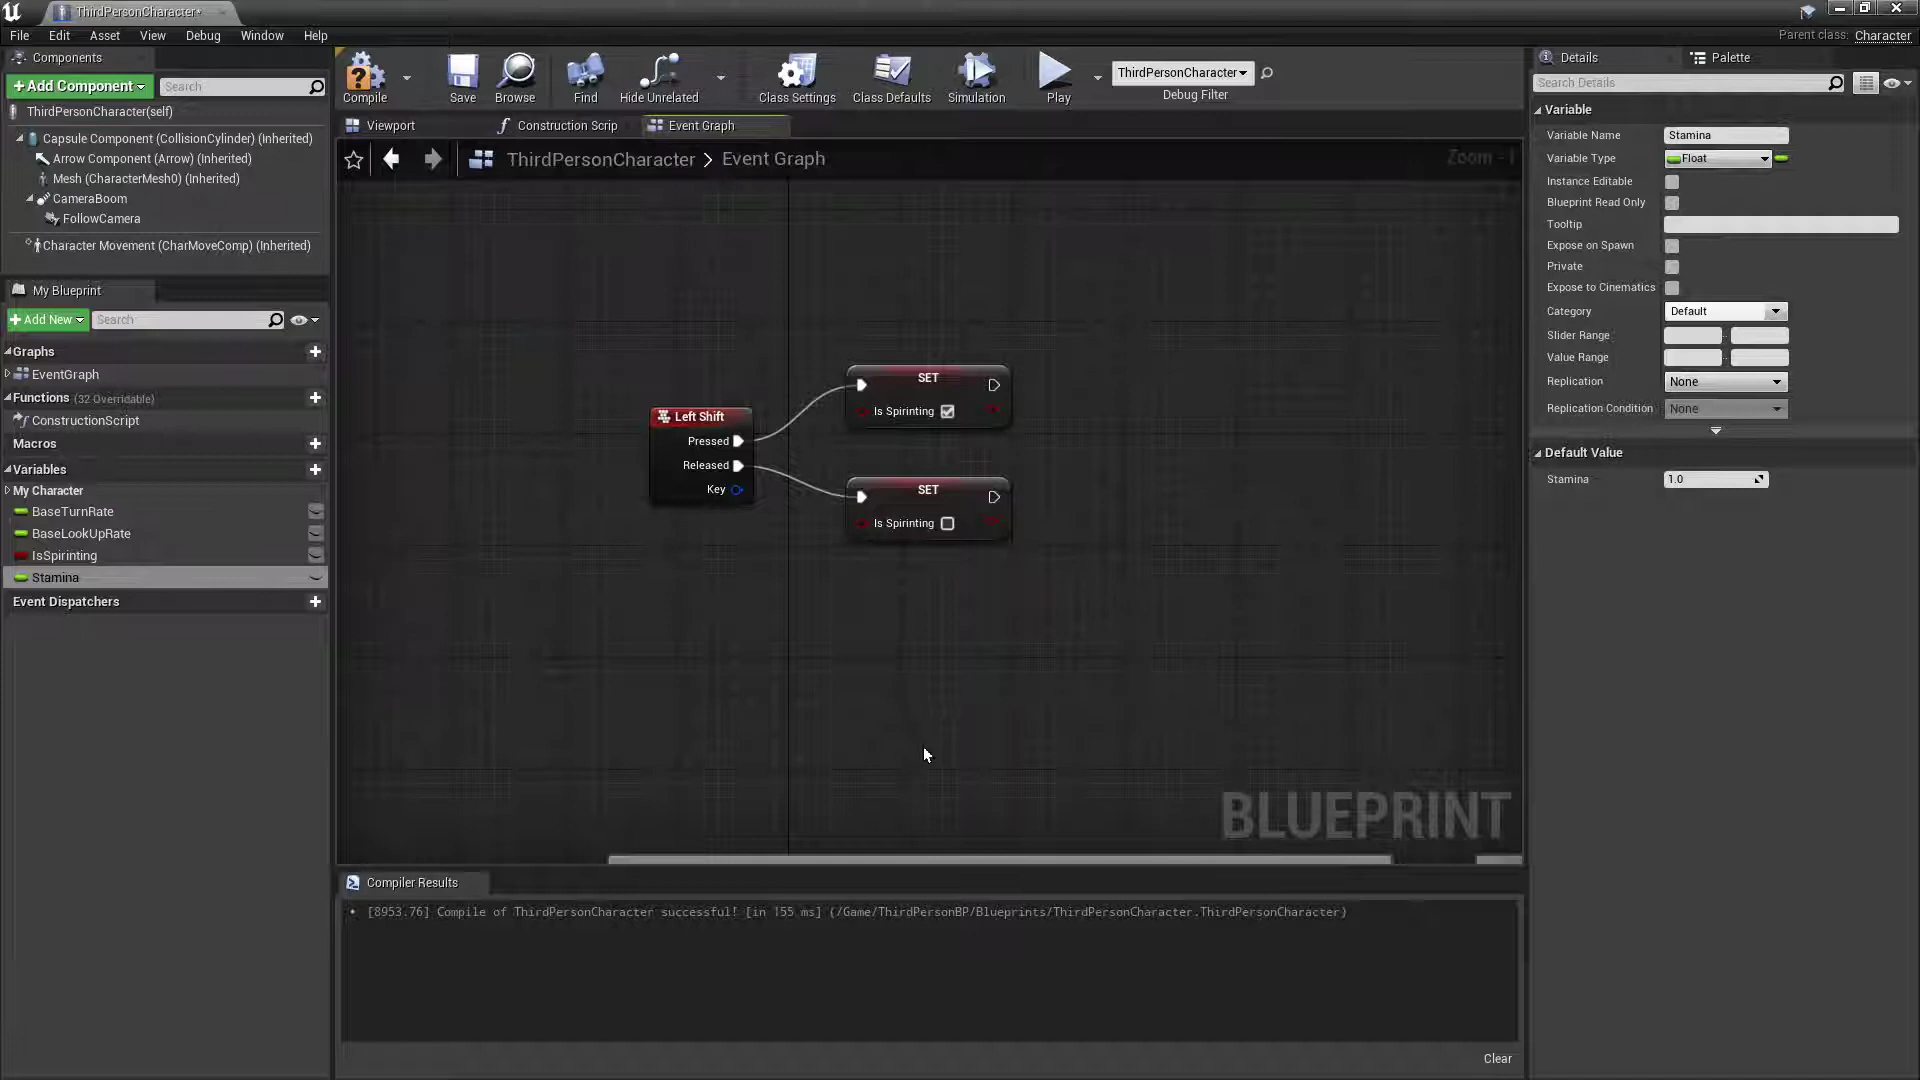 ThirdPersonCharacter*
File Edit Asset View Debug Window Help
Parent class: Character
Components
+Add Component
Search
ThirdPersonCharacter(self)
Capsule Component (CollisionCylinder) (Inherited)
Arrow Component (Arrow) (Inherited)
Mesh (CharacterMesh0) (Inherited)
CameraBoom
FollowCamera
Character Movement (CharMoveComp) (Inherited)
My Blueprint
+Add New
Search
Graphs
EventGraph
Functions (32 Overridable)
ConstructionScript
Macros
Variables
My Character
BaseTurnRate
BaseLookUpRate
IsSpirinting
Stamina
Event Dispatchers
Compile
Save
Browse
Find
Hide Unrelated
Class Settings
Class Defaults
Simulation
Play
ThirdPersonCharacter
Debug Filter
Viewport
Construction Scrip
Event Graph
ThirdPersonCharacter > Event Graph
Zoom -1
Left Shift
Pressed
Released
Key
SET
Is Spirinting
SET
Is Spirinting
BLUEPRINT
Compiler Results
[8953.76] Compile of ThirdPersonCharacter successful! [in 155 ms] (/Game/ThirdPersonBP/Blueprints/ThirdPersonCharacter.ThirdPersonCharacter)
Clear
Details
Palette
Search Details
Variable
Variable Name Stamina
Variable Type Float
Instance Editable
Blueprint Read Only
Tooltip
Expose on Spawn
Private
Expose to Cinematics
Category Default
Slider Range
Value Range
Replication None
Replication Condition None
Default Value
Stamina 1.0